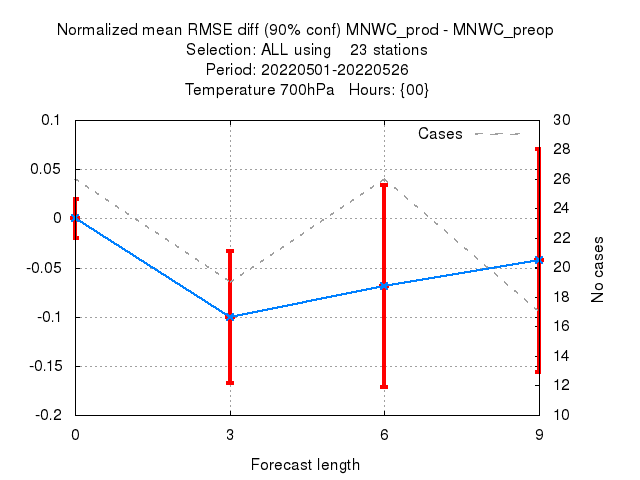 Normalized mean RMSE diff (90% conf) MNWC_prod - MNWC_preop
Selection: ALL using    23 stations
Period: 20220501-20220526
Temperature 700hPa   Hours: {00}
Cases
0.1
0.05
0
-0.05
-0.1
-0.15
-0.2
30
28
26
24
22
20
18
16
14
12
10
No cases
0 3 6 9
Forecast length